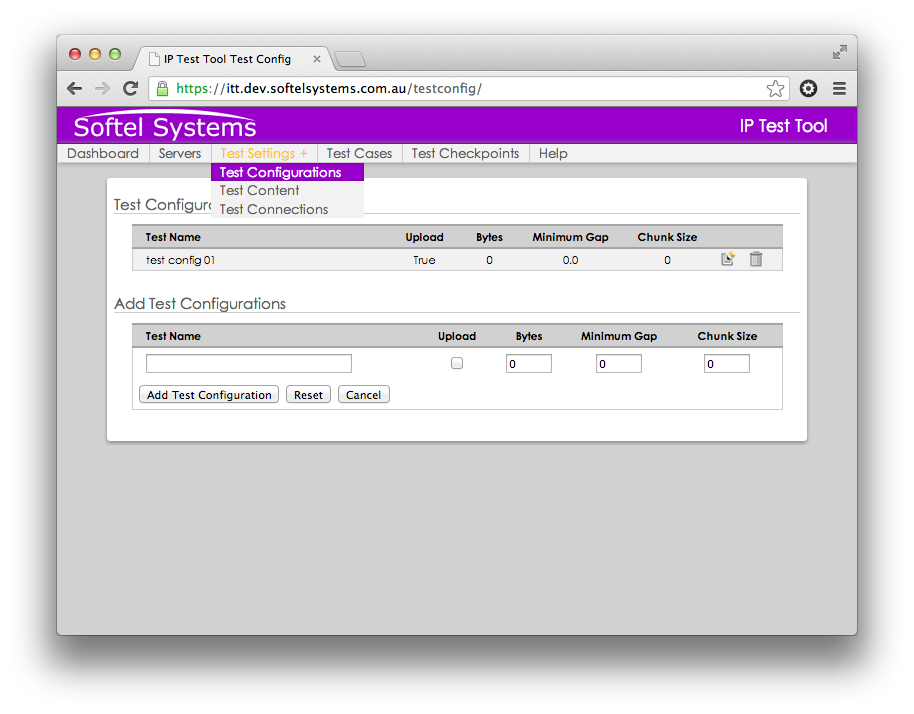 IP Test Tool Test Config
https://itt.dev.softelsystems.com.au/testconfig/
Softel Systems IP Test Tool
Dashboard Servers Test Settings + Test Cases Test Checkpoints Help
Test Configurations
Test Content
Test Connections
Test Configur
Test Name Upload Bytes Minimum Gap Chunk Size
test config 01 True 0 0.0 0
Add Test Configurations
Test Name Upload Bytes Minimum Gap Chunk Size
0 0 0
Add Test Configuration Reset Cancel